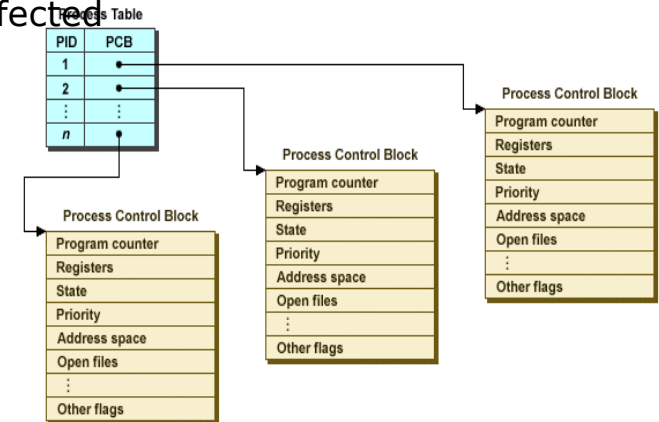 fected
Process Table
PID PCB
1
2
⋮ ⋮
n
Process Control Block
Program counter
Registers
State
Priority
Address space
Open files
⋮
Other flags
Process Control Block
Program counter
Registers
State
Priority
Address space
Open files
⋮
Other flags
Process Control Block
Program counter
Registers
State
Priority
Address space
Open files
⋮
Other flags